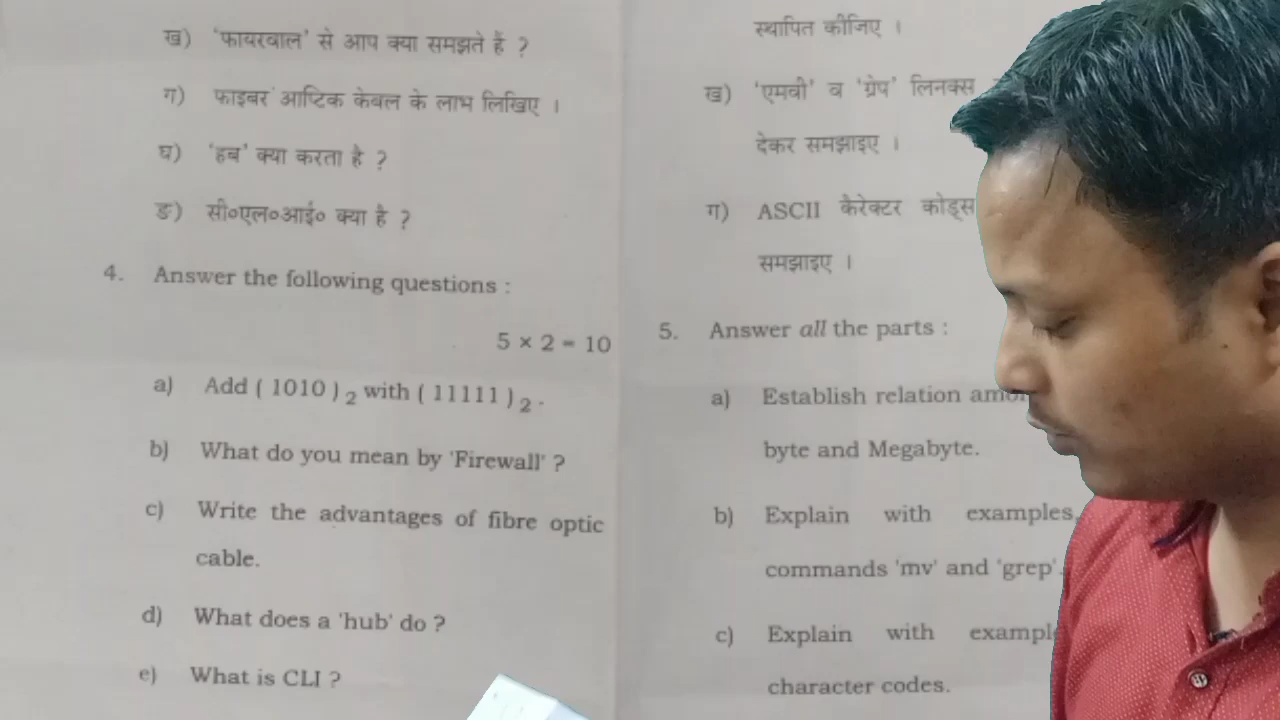 ख) 'फायरवाल' से आप क्या समझते हैं ?
ग) फाइबर आप्टिक केबल के लाभ लिखिए ।
घ) 'हब' क्या करता है ?
ङ) सी०एल०आई० क्या है ?
4. Answer the following questions :
5 × 2 = 10
a) Add ( 1010 )2 with ( 11111 )2 .
b) What do you mean by 'Firewall' ?
c) Write the advantages of fibre optic
cable.
d) What does a 'hub' do ?
e) What is CLI ?
स्थापित कीजिए ।
ख) 'एमवी' व 'ग्रेप' लिनक्स
देकर समझाइए ।
ग) ASCII कैरेक्टर कोड्स
समझाइए ।
5. Answer all the parts :
a) Establish relation
byte and Megabyte.
b) Explain with examples,
commands 'mv' and 'grep'.
c) Explain with
character codes.